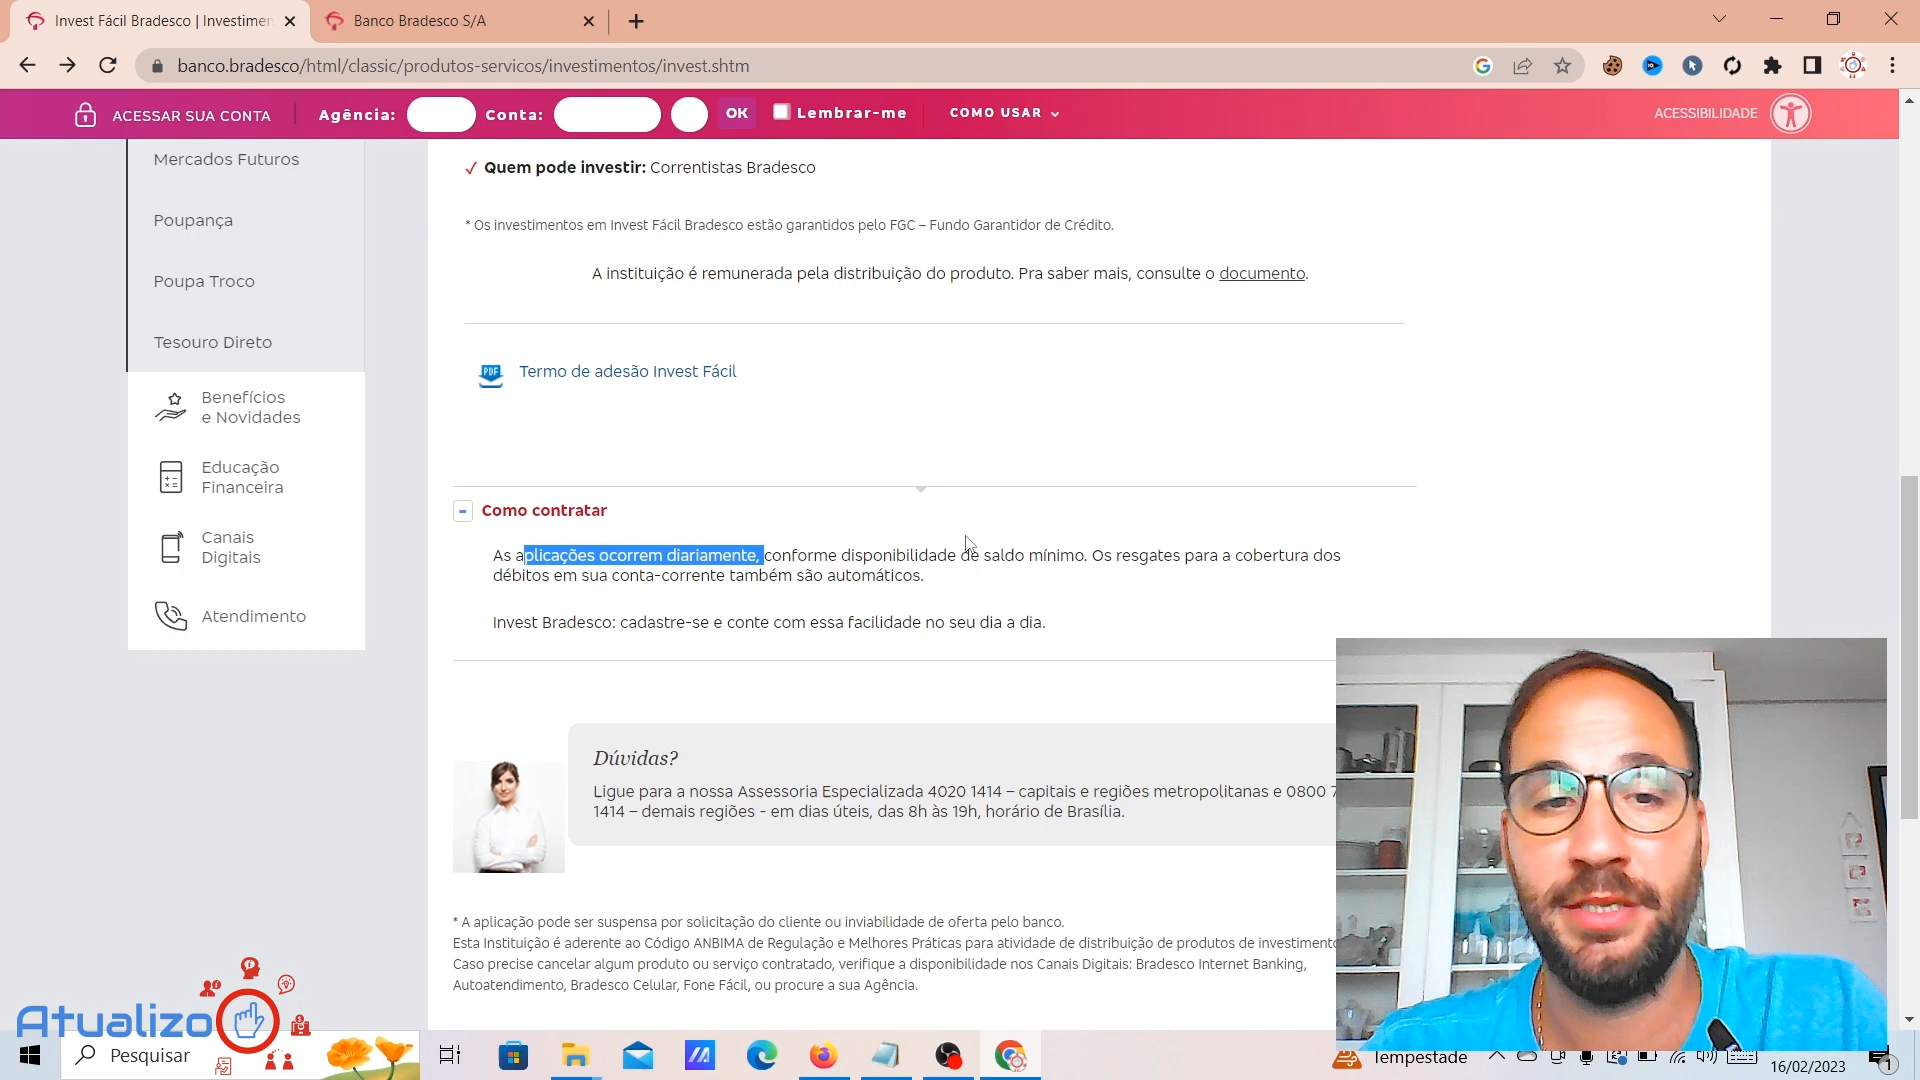 Invest Fácil Bradesco | Investimen
Banco Bradesco S/A
banco.bradesco/html/classic/produtos-servicos/investimentos/invest.shtm
ACESSAR SUA CONTA
Agência:
Conta:
OK
Lembrar-me
COMO USAR
ACESSIBILIDADE
Mercados Futuros
Poupança
Poupa Troco
Tesouro Direto
Benefícios
e Novidades
Educação
Financeira
Canais
Digitais
Atendimento
Quem pode investir: Correntistas Bradesco
* Os investimentos em Invest Fácil Bradesco estão garantidos pelo FGC – Fundo Garantidor de Crédito.
A instituição é remunerada pela distribuição do produto. Pra saber mais, consulte o documento.
PDF
Termo de adesão Invest Fácil
Como contratar
As aplicações ocorrem diariamente, conforme disponibilidade de saldo mínimo. Os resgates para a cobertura dos
débitos em sua conta-corrente também são automáticos.
Invest Bradesco: cadastre-se e conte com essa facilidade no seu dia a dia.
Dúvidas?
Ligue para a nossa Assessoria Especializada 4020 1414 – capitais e regiões metropolitanas e 0800 7
1414 – demais regiões - em dias úteis, das 8h às 19h, horário de Brasília.
* A aplicação pode ser suspensa por solicitação do cliente ou inviabilidade de oferta pelo banco.
Esta Instituição é aderente ao Código ANBIMA de Regulação e Melhores Práticas para atividade de distribuição de produtos de investimento
Caso precise cancelar algum produto ou serviço contratado, verifique a disponibilidade nos Canais Digitais: Bradesco Internet Banking,
Autoatendimento, Bradesco Celular, Fone Fácil, ou procure a sua Agência.
Atualizo
Pesquisar
Tempestade
16/02/2023
1